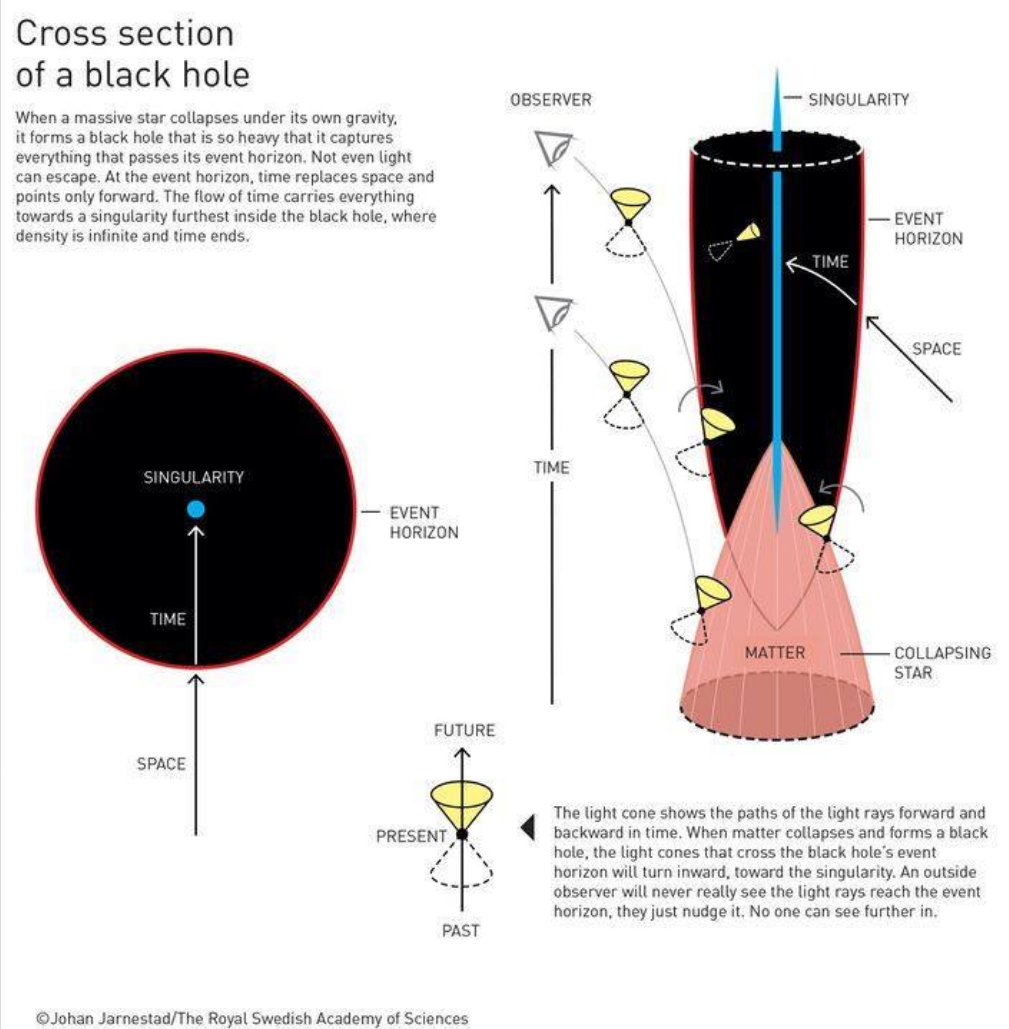 Cross section
of a black hole
When a massive star collapses under its own gravity,
it forms a black hole that is so heavy that it captures
everything that passes its event horizon. Not even light
can escape. At the event horizon, time replaces space and
points only forward. The flow of time carries everything
towards a singularity furthest inside the black hole, where
density is infinite and time ends.
SINGULARITY
EVENT
HORIZON
TIME
SPACE
OBSERVER
SINGULARITY
EVENT
HORIZON
TIME
SPACE
TIME
MATTER
COLLAPSING
STAR
FUTURE
PRESENT
PAST
The light cone shows the paths of the light rays forward and
backward in time. When matter collapses and forms a black
hole, the light cones that cross the black hole’s event
horizon will turn inward, toward the singularity. An outside
observer will never really see the light rays reach the event
horizon, they just nudge it. No one can see further in.
©Johan Jarnestad/The Royal Swedish Academy of Sciences